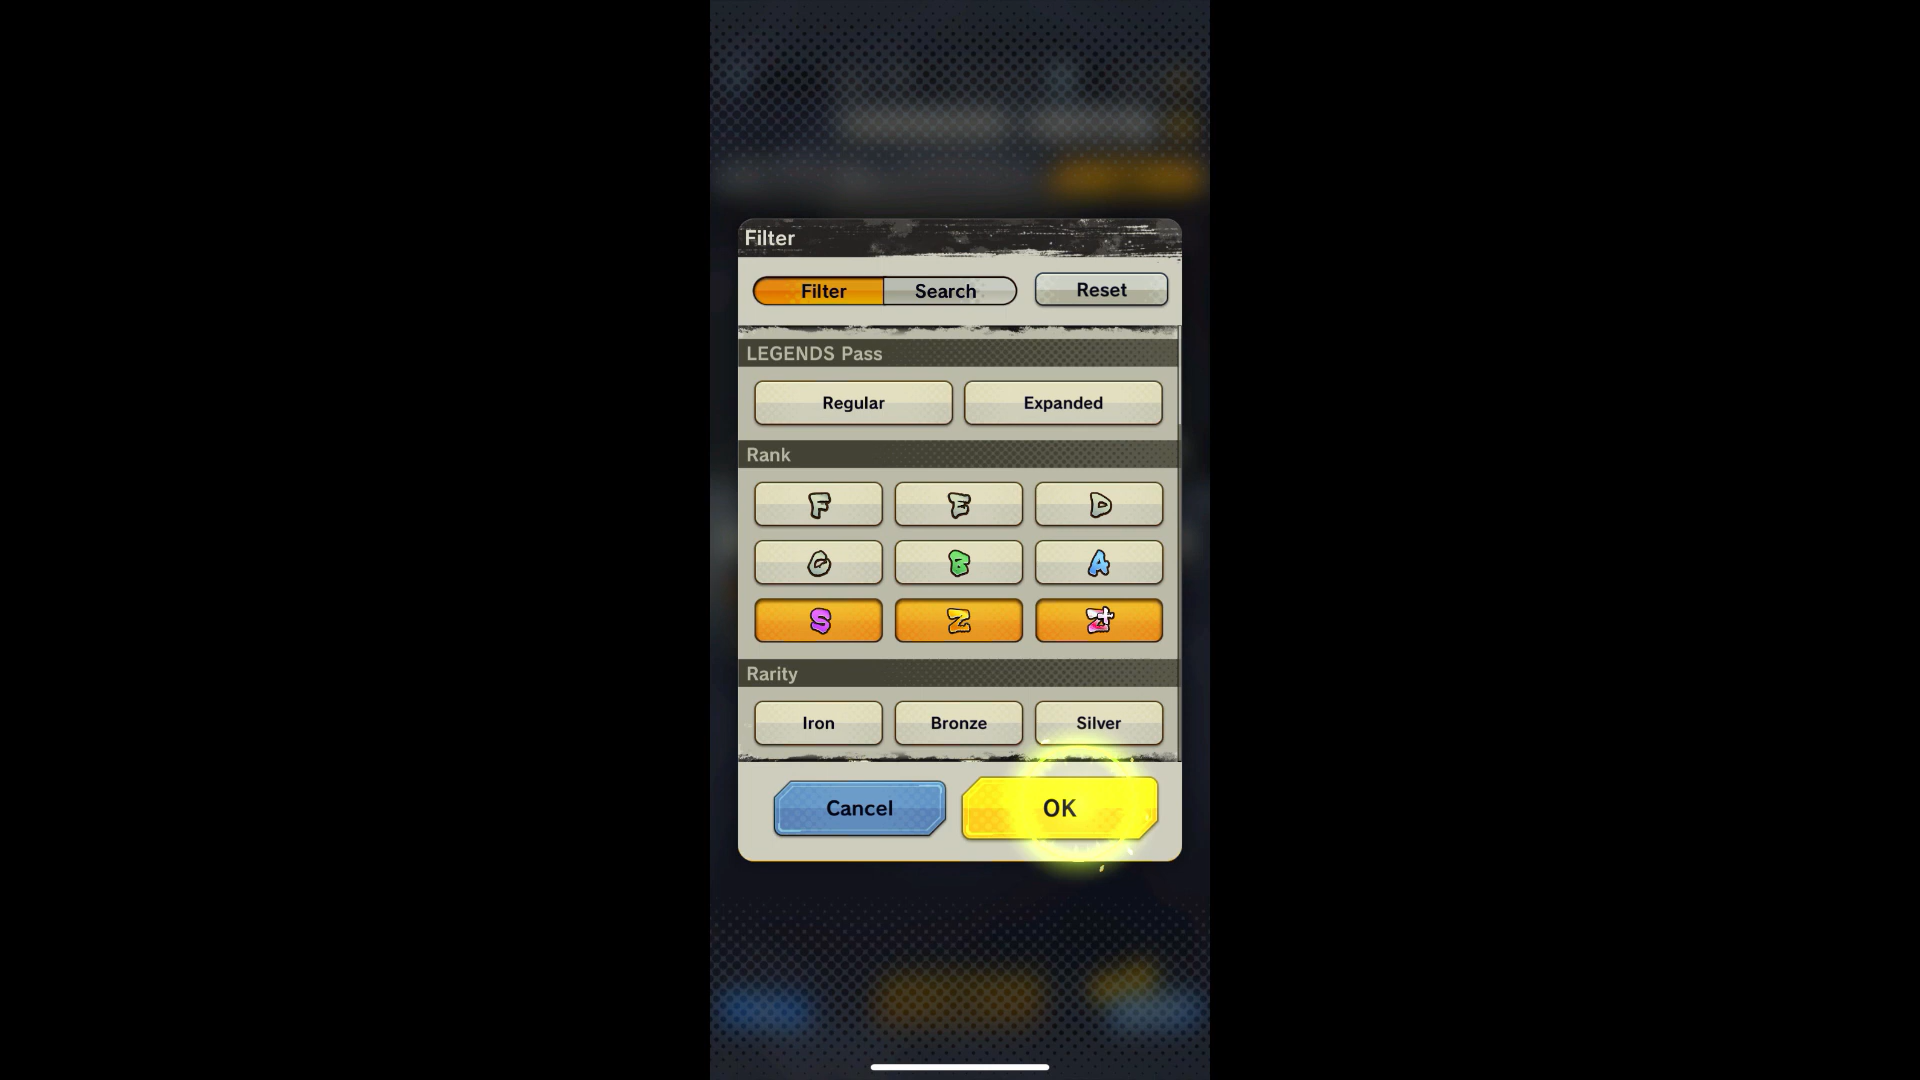 Filter
Filter Search Reset
LEGENDS Pass
Regular Expanded
Rank
F E D
C B A
S Z Z+
Rarity
Iron Bronze Silver
Cancel OK